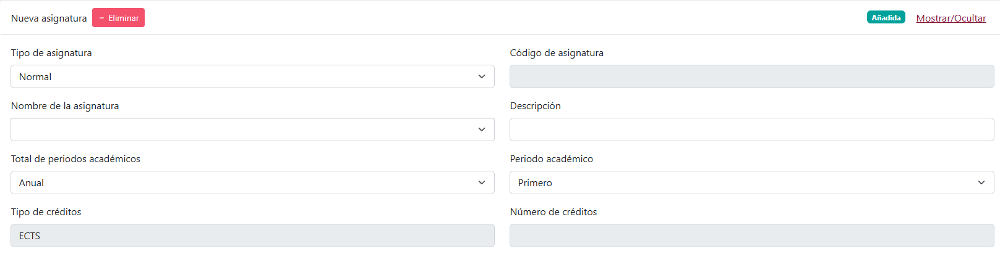 Nueva asignatura − Eliminar Añadida Mostrar/Ocultar
Tipo de asignatura Código de asignatura
Normal
Nombre de la asignatura Descripción
Total de periodos académicos Periodo académico
Anual Primero
Tipo de créditos Número de créditos
ECTS